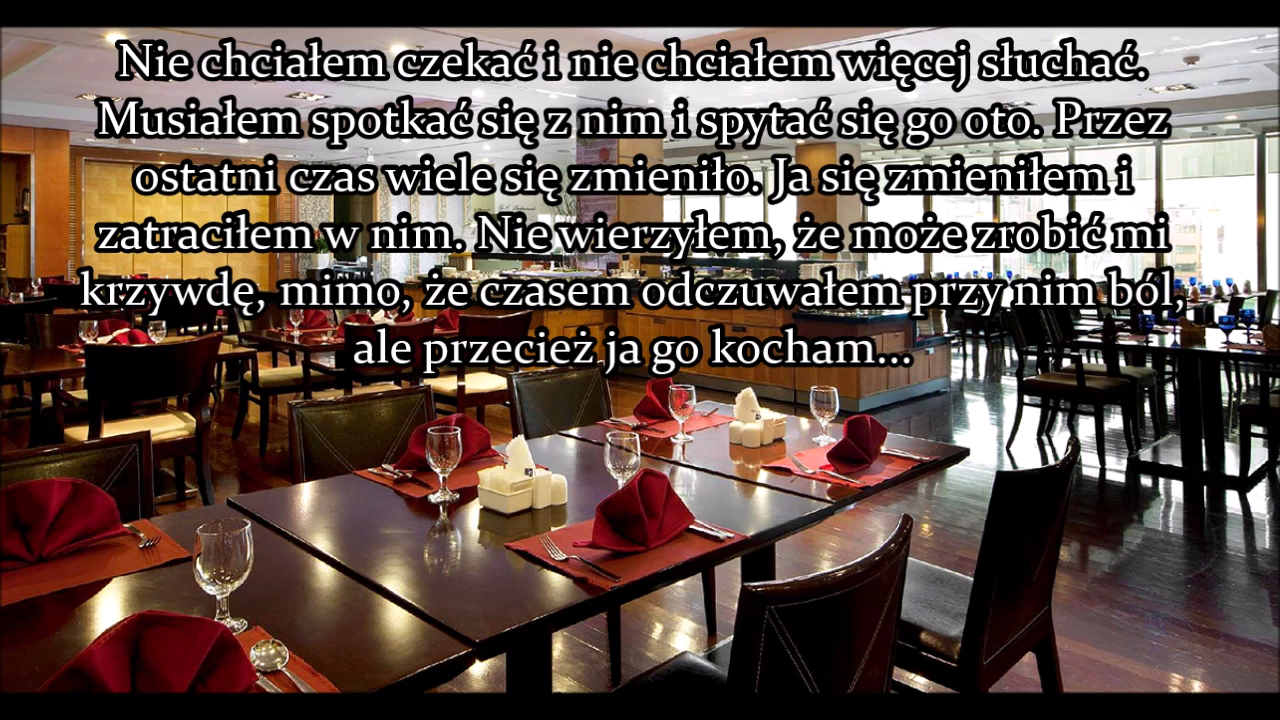 Nie chciałem czekać i nie chciałem więcej słuchać.
Musiałem spotkać się z nim i spytać się go oto. Przez
ostatni czas wiele się zmieniło. Ja się zmieniłem i
zatraciłem w nim. Nie wierzyłem, że może zrobić mi
krzywdę, mimo, że czasem odczuwałem przy nim ból,
ale przecież ja go kocham...